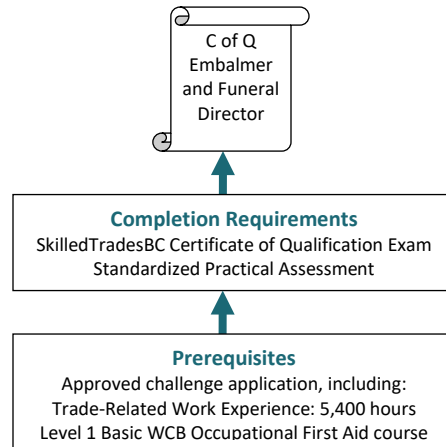 C of Q
Embalmer
and Funeral
Director
Completion Requirements
SkilledTradesBC Certificate of Qualification Exam
Standardized Practical Assessment
Prerequisites
Approved challenge application, including:
Trade-Related Work Experience: 5,400 hours
Level 1 Basic WCB Occupational First Aid course